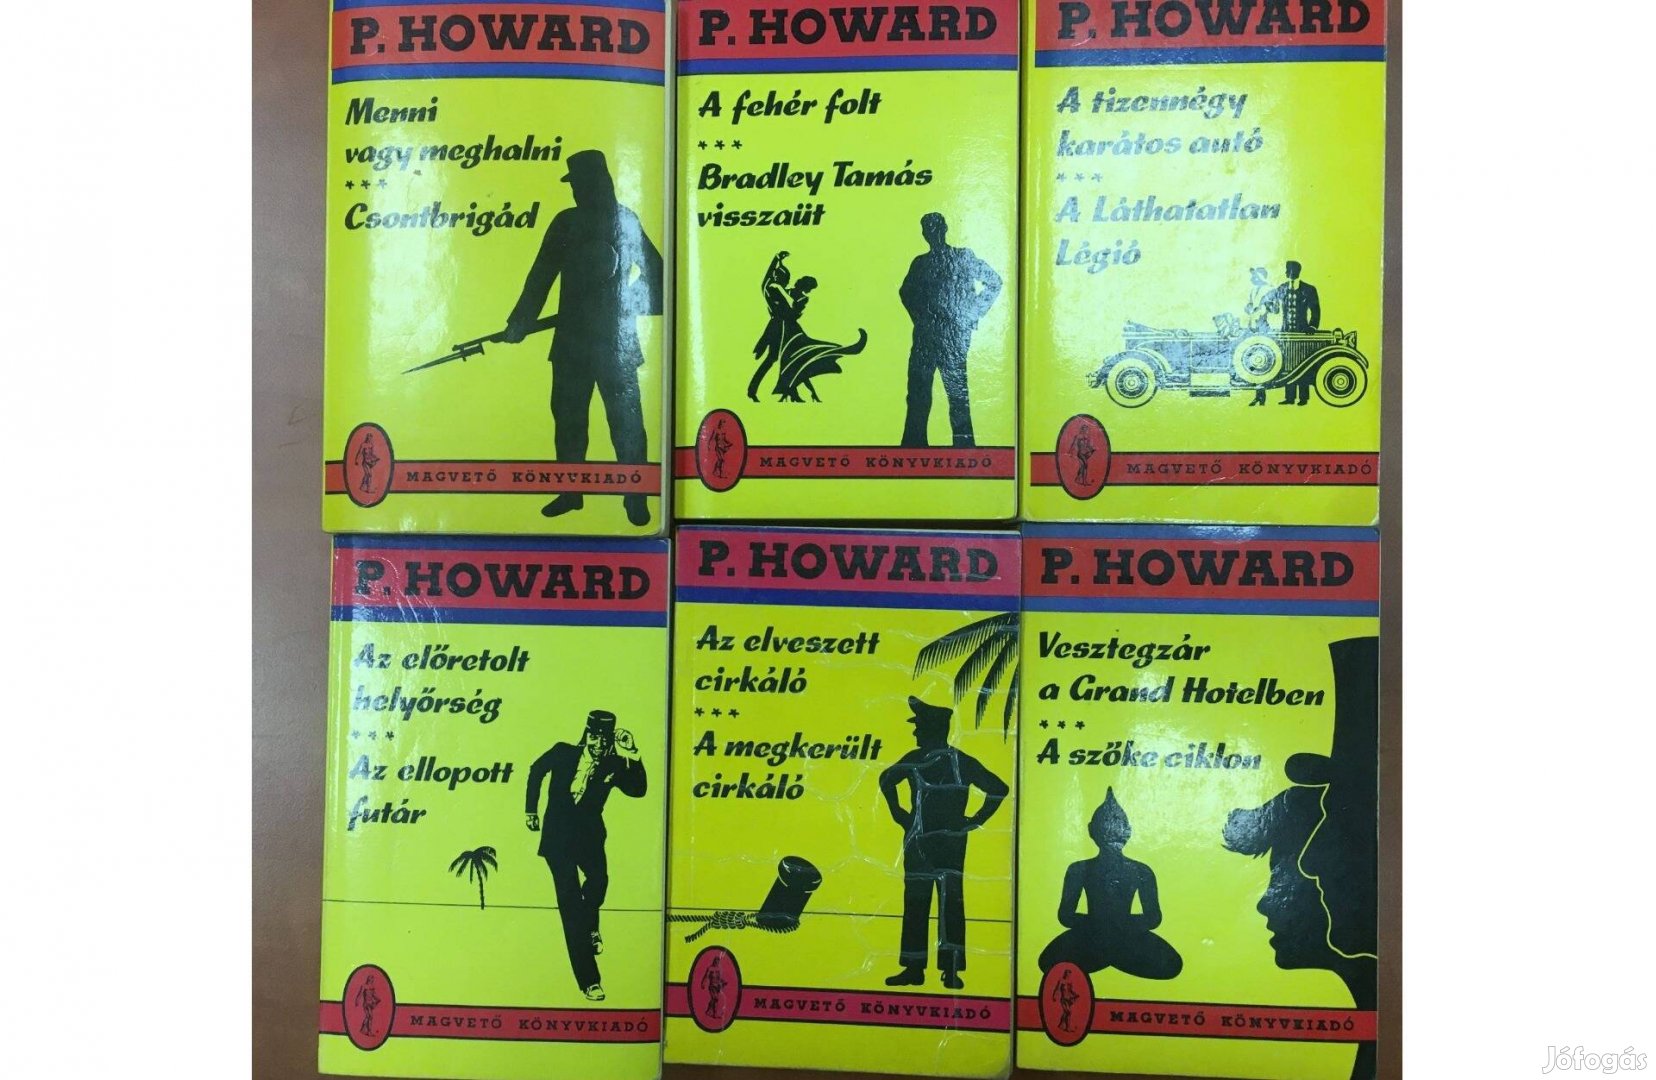 P. HOWARD
Menni
vagy meghalni
***
Csontbrigád
MAGVETŐ KÖNYVKIADÓ
P. HOWARD
A fehér folt
***
Bradley Tamás
visszaüt
MAGVETŐ KÖNYVKIADÓ
P. HOWARD
A tizennégy
karátos autó
***
A Láthatatlan
Légió
MAGVETŐ KÖNYVKIADÓ
P. HOWARD
Az előretolt
helyőrség
***
Az ellopott
futár
MAGVETŐ KÖNYVKIADÓ
P. HOWARD
Az elveszett
cirkáló
***
A megkerült
cirkáló
MAGVETŐ KÖNYVKIADÓ
P. HOWARD
Vesztegzár
a Grand Hotelben
***
A szőke ciklon
MAGVETŐ KÖNYVKIADÓ
Jófogás